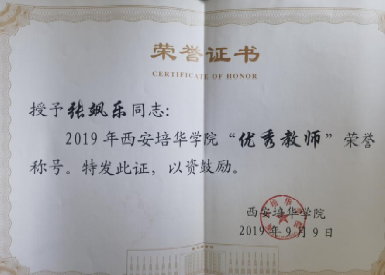 荣誉证书
CERTIFICATE OF HONOR
授予张飒乐同志:
2019年西安培华学院“优秀教师”荣誉
称号。特发此证,以资鼓励。
西安培华学院
2019年9月9日